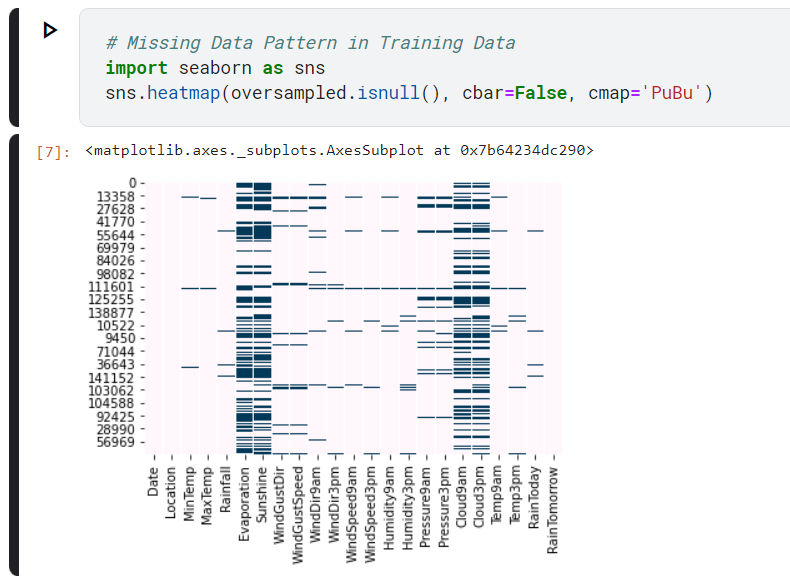 # Missing Data Pattern in Training Data
import seaborn as sns
sns.heatmap(oversampled.isnull(), cbar=False, cmap='PuBu')
[7]: <matplotlib.axes._subplots.AxesSubplot at 0x7b64234dc290>
0
13358
27628
41770
55644
69979
84026
98082
111601
125255
138877
10522
9450
71044
36643
141152
103062
104588
92425
28990
56969
Date
Location
MinTemp
MaxTemp
Rainfall
Evaporation
Sunshine
WindGustDir
WindGustSpeed
WindDir9am
WindDir3pm
WindSpeed9am
WindSpeed3pm
Humidity9am
Humidity3pm
Pressure9am
Pressure3pm
Cloud9am
Cloud3pm
Temp9am
Temp3pm
RainToday
RainTomorrow